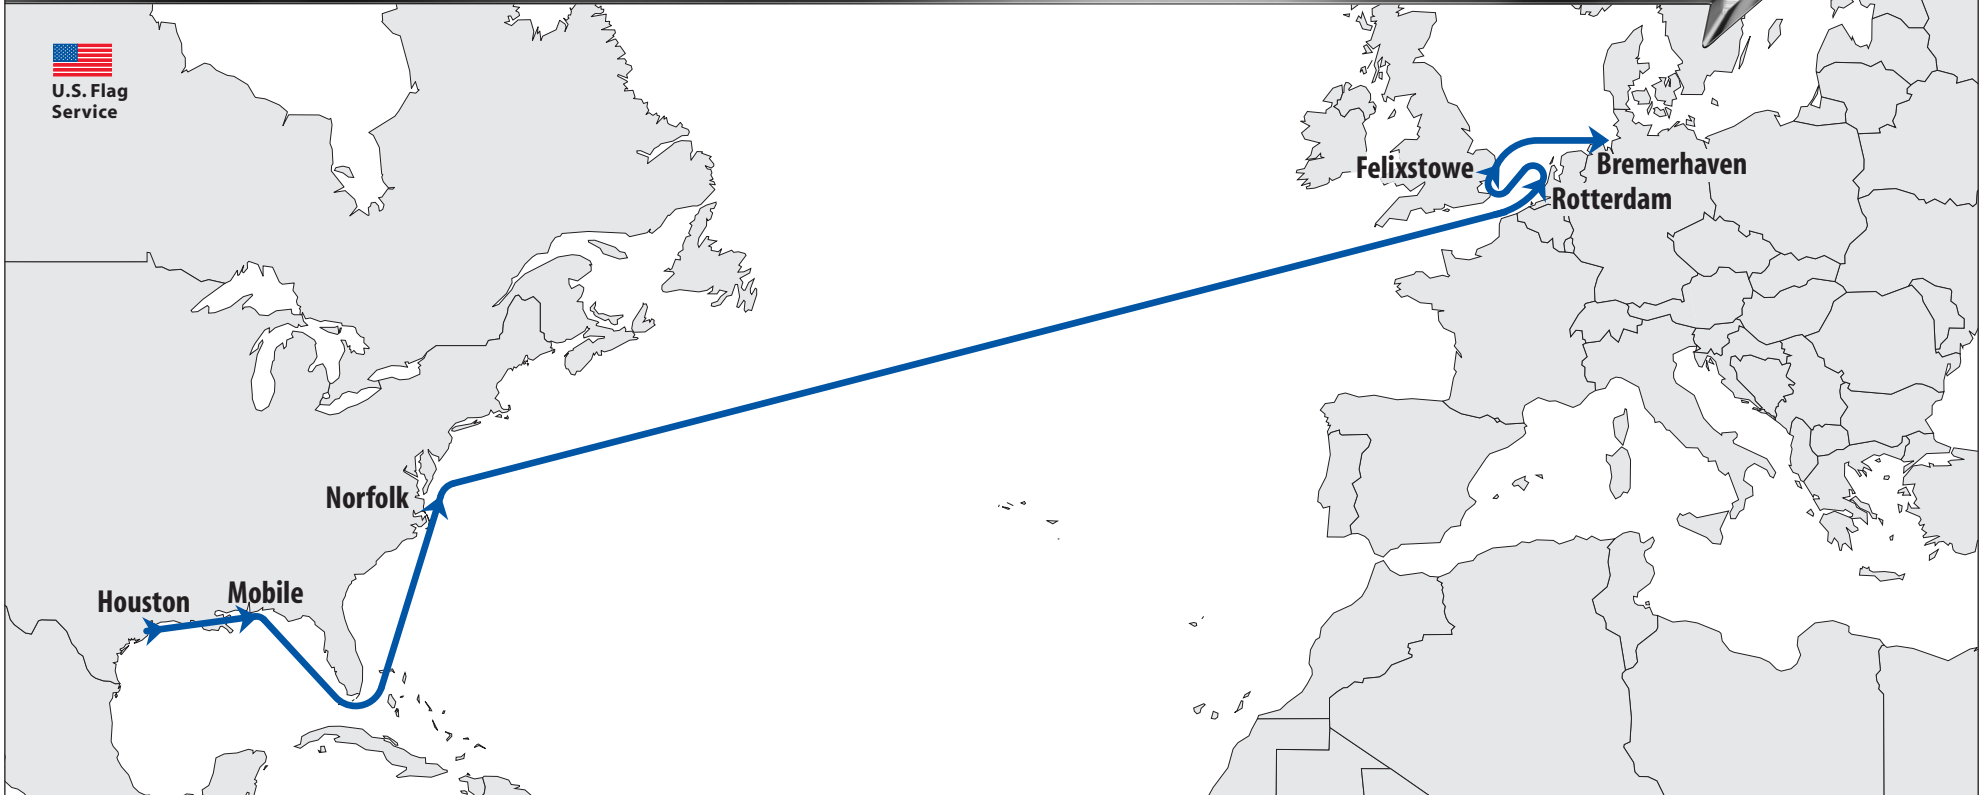 U.S. Flag
Service
Felixstowe
Bremerhaven
Rotterdam
Norfolk
Mobile
Houston